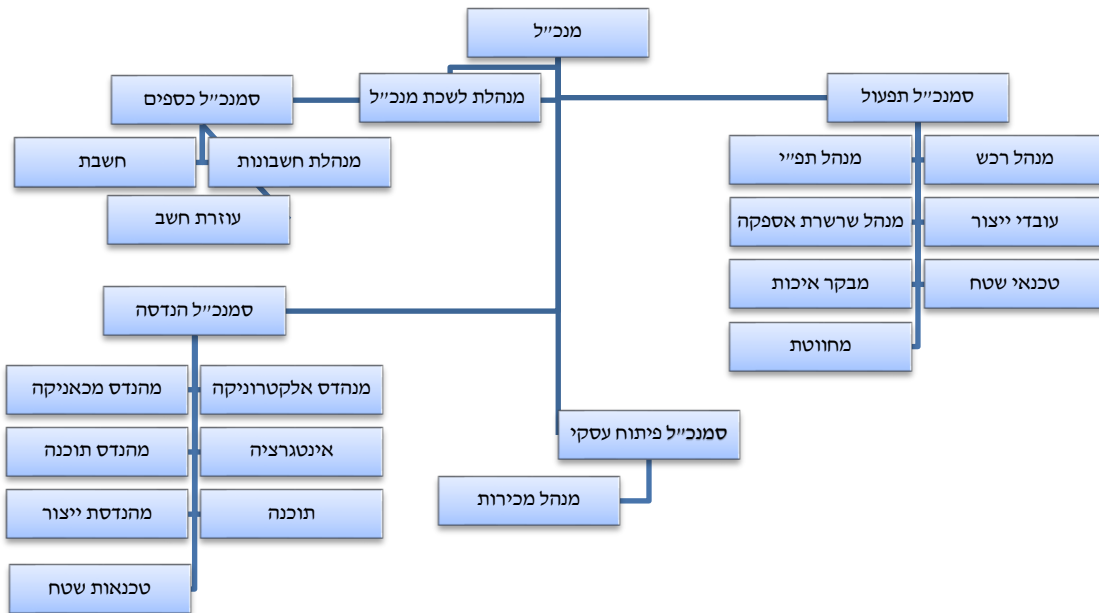 מנכ״ל
מנהלת לשכת מנכ״ל
סמנכ״ל תפעול
מנהל רכש
מנהל תפ״י
עובדי ייצור
מנהל שרשרת אספקה
טכנאי שטח
מבקר איכות
מחווטת
סמנכ״ל כספים
מנהלת חשבונות
חשבת
עוזרת חשב
סמנכ״ל פיתוח עסקי
מנהל מכירות
סמנכ״ל הנדסה
מנהדס אלקטרוניקה
מהנדס מכאניקה
אינטגרציה
מהנדס תוכנה
תוכנה
מהנדסת ייצור
טכנאות שטח